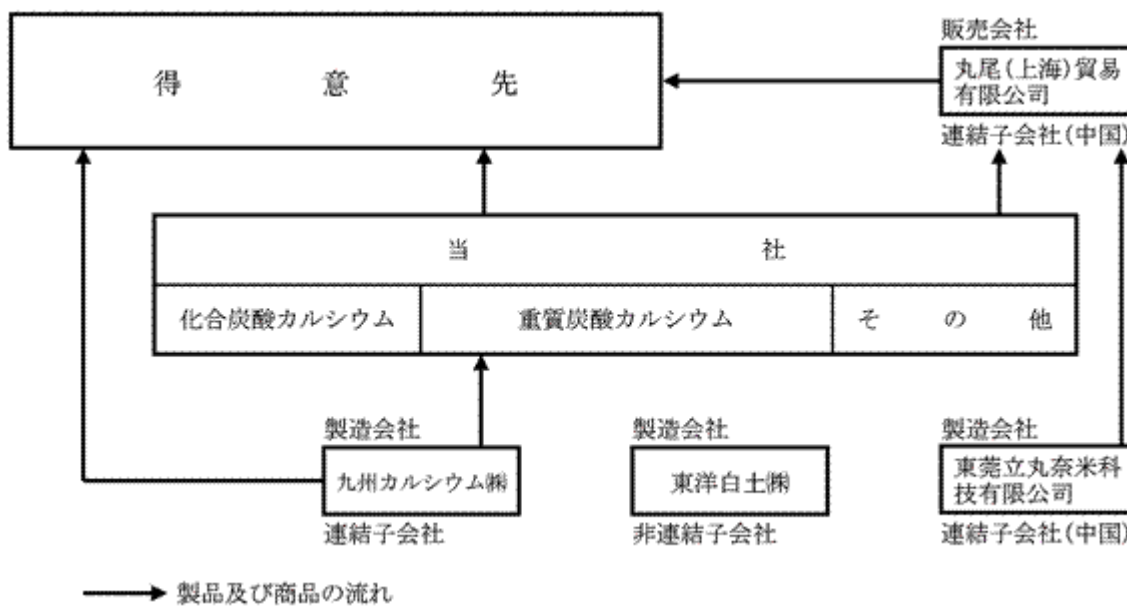 販売会社
得意先
丸尾(上海)貿易
有限公司
連結子会社(中国)
当社
化合炭酸カルシウム
重質炭酸カルシウム
その他
製造会社
九州カルシウム㈱
連結子会社
製造会社
東洋白土㈱
非連結子会社
製造会社
東莞立丸奈米科
技有限公司
連結子会社(中国)
製品及び商品の流れ